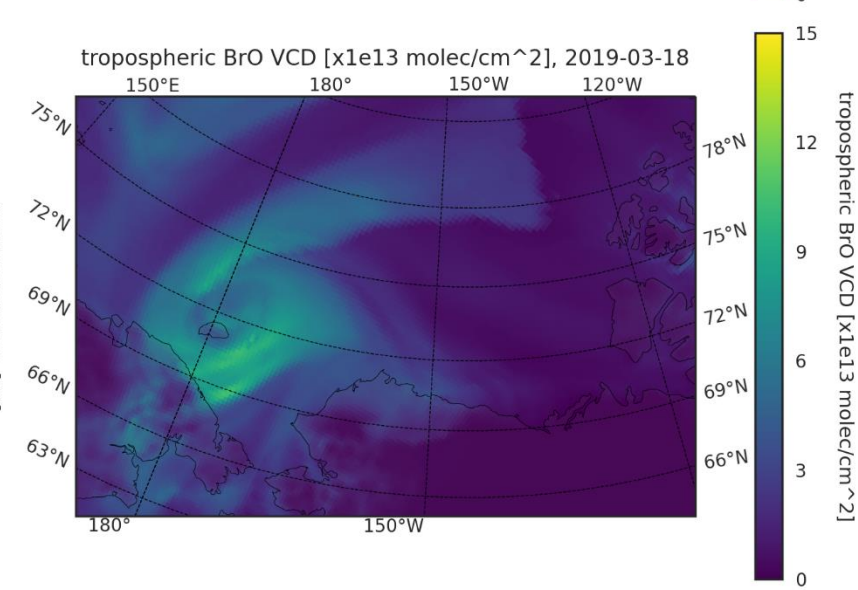 tropospheric BrO VCD [x1e13 molec/cm^2], 2019-03-18
150°E 180° 150°W 120°W
75°N
72°N
69°N
66°N
63°N
78°N
75°N
72°N
69°N
66°N
180° 150°W
15
12
9
6
3
0
tropospheric BrO VCD [x1e13 molec/cm^2]